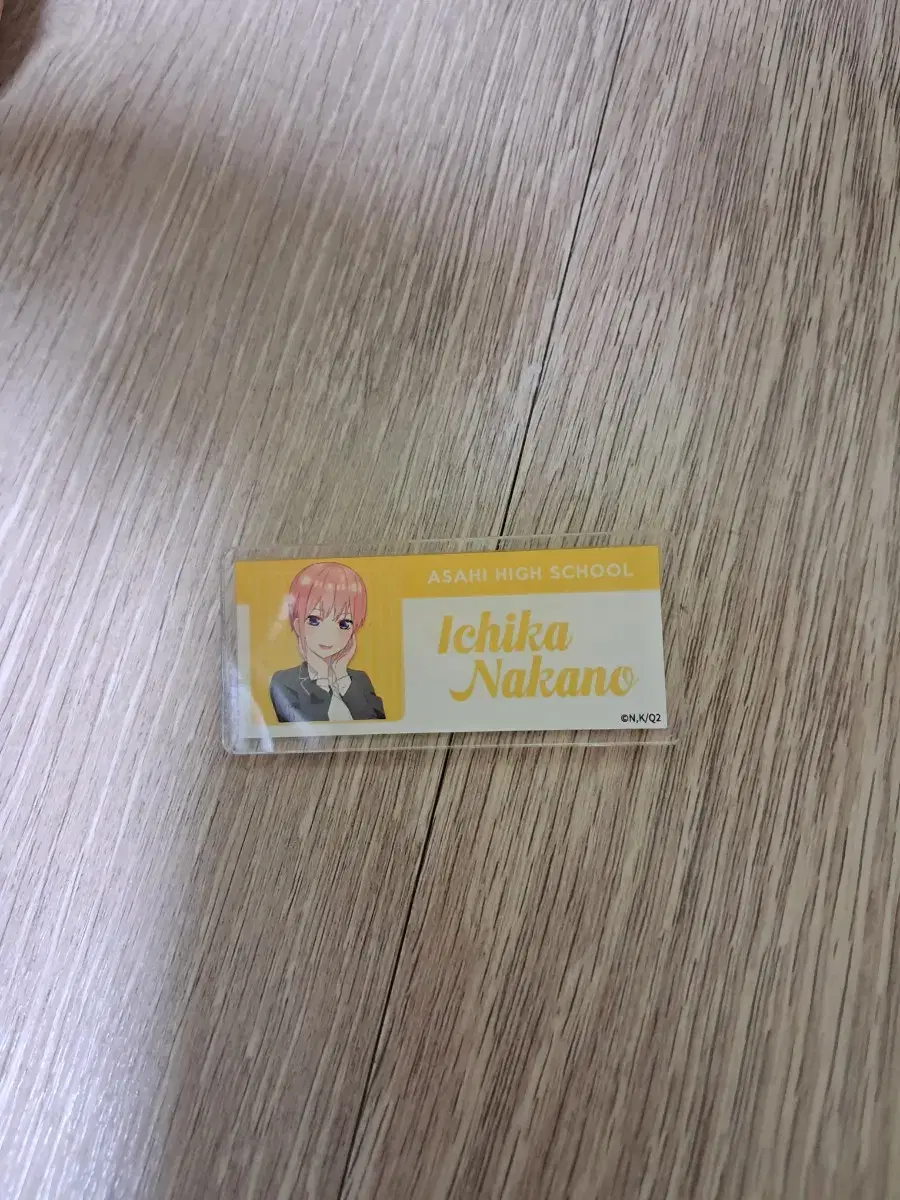 ASAHI HIGH SCHOOL
Ichika
Nakano
©N,K/Q2